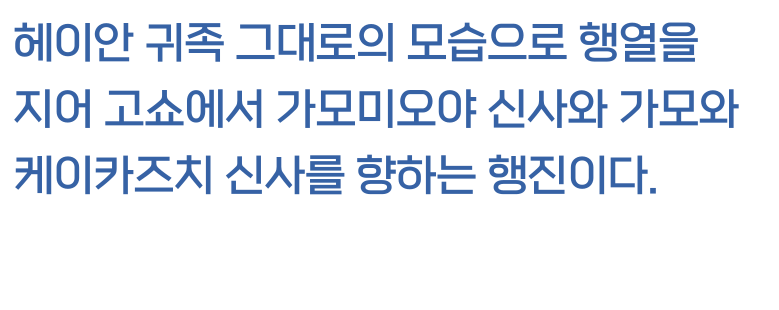 헤이안 귀족 그대로의 모습으로 행열을
지어 고쇼에서 가모미오야 신사와 가모와
케이카즈치 신사를 향하는 행진이다.